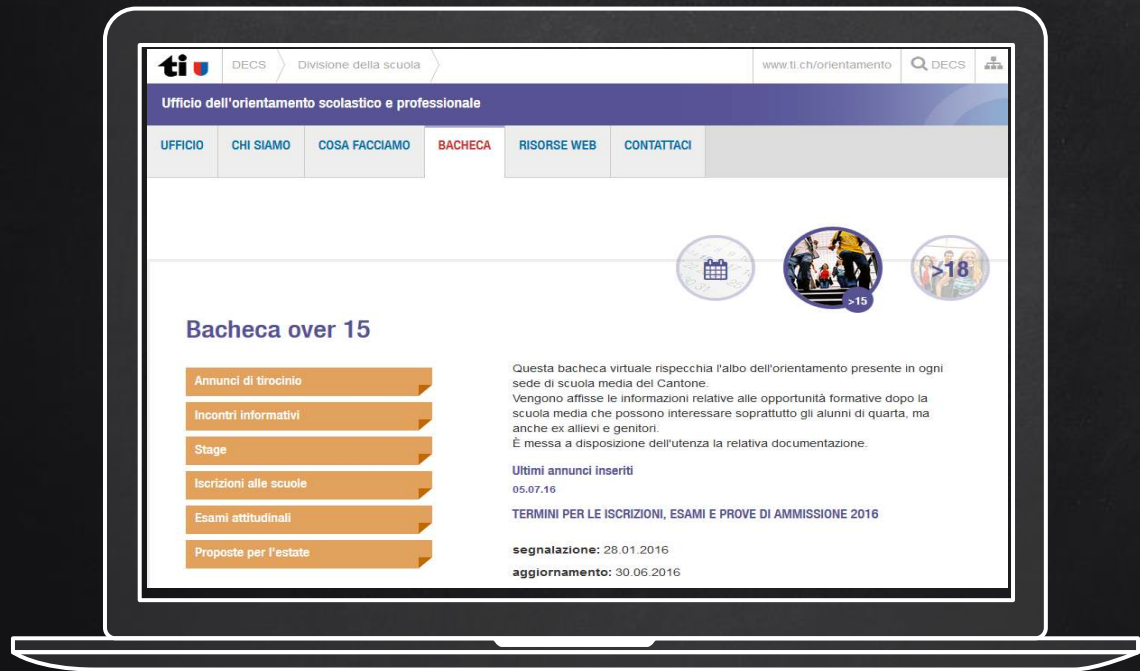 ti DECS Divisione della scuola www.ti.ch/orientamento DECS
Ufficio dell'orientamento scolastico e professionale
UFFICIO CHI SIAMO COSA FACCIAMO BACHECA RISORSE WEB CONTATTACI
>18
>15
Bacheca over 15
Annunci di tirocinio
Incontri informativi
Stage
Iscrizioni alle scuole
Esami attitudinali
Proposte per l'estate
Questa bacheca virtuale rispecchia l'albo dell'orientamento presente in ogni
sede di scuola media del Cantone.
Vengono affisse le informazioni relative alle opportunità formative dopo la
scuola media che possono interessare soprattutto gli alunni di quarta, ma
anche ex allievi e genitori.
È messa a disposizione dell'utenza la relativa documentazione.
Ultimi annunci inseriti
05.07.16
TERMINI PER LE ISCRIZIONI, ESAMI E PROVE DI AMMISSIONE 2016
segnalazione: 28.01.2016
aggiornamento: 30.06.2016